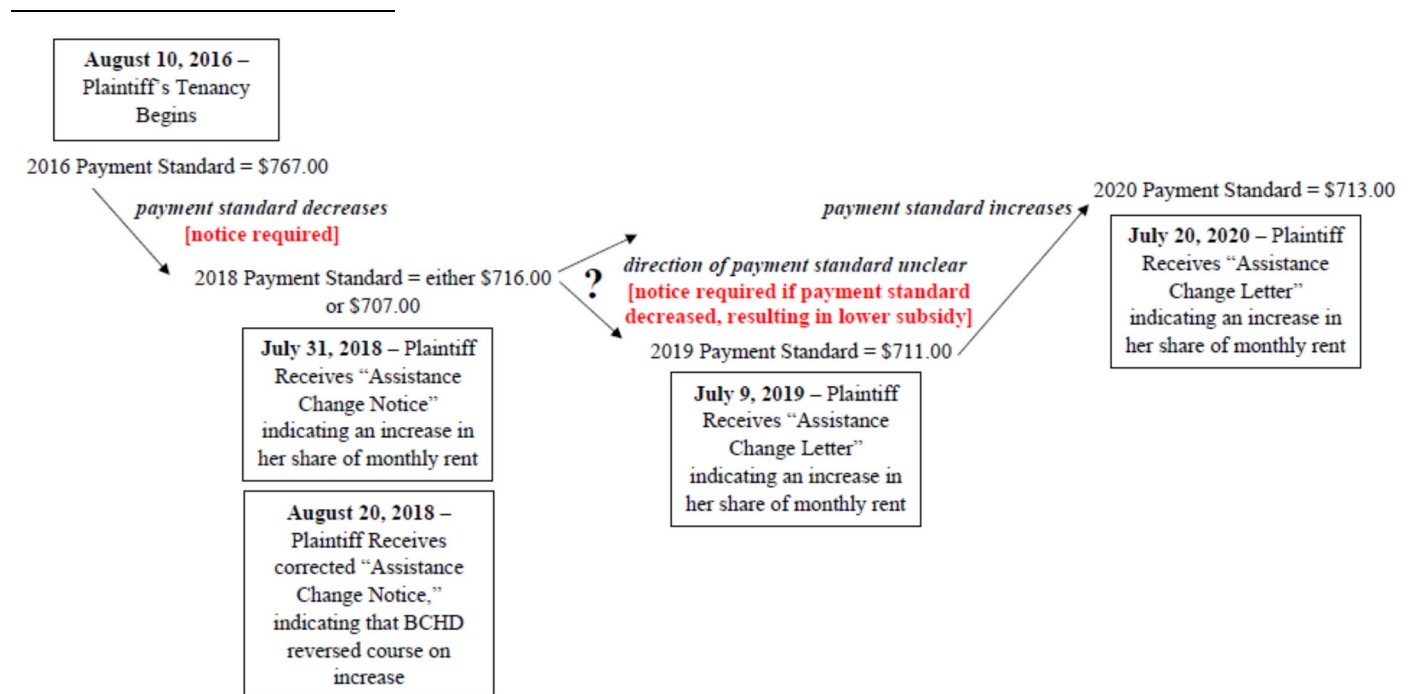 August 10, 2016 –
Plaintiff's Tenancy
Begins
2016 Payment Standard = $767.00
payment standard decreases
[notice required]
2018 Payment Standard = either $716.00
or $707.00
July 31, 2018 – Plaintiff
Receives “Assistance
Change Notice”
indicating an increase in
her share of monthly rent
August 20, 2018 –
Plaintiff Receives
corrected “Assistance
Change Notice,”
indicating that BCHD
reversed course on
increase
?
direction of payment standard unclear
[notice required if payment standard
decreased, resulting in lower subsidy]
2019 Payment Standard = $711.00
July 9, 2019 – Plaintiff
Receives “Assistance
Change Letter”
indicating an increase in
her share of monthly rent
payment standard increases
2020 Payment Standard = $713.00
July 20, 2020 – Plaintiff
Receives “Assistance
Change Letter”
indicating an increase in
her share of monthly rent